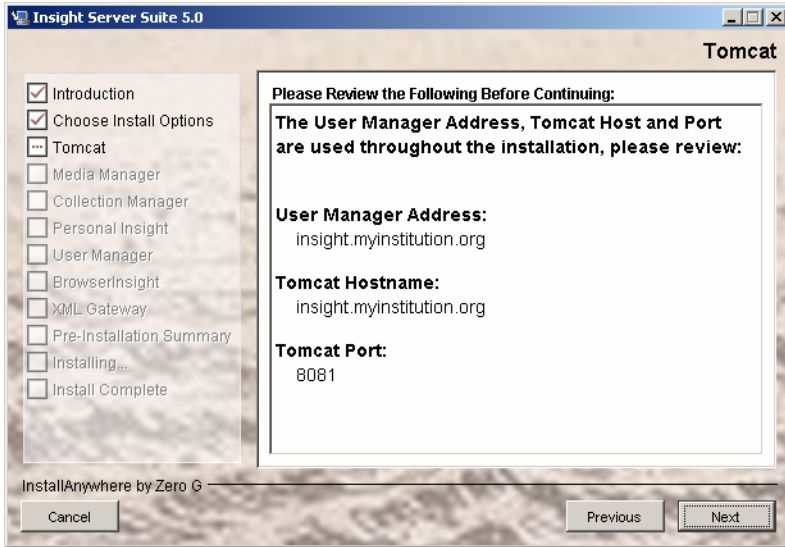 Insight Server Suite 5.0
Tomcat
Introduction
Choose Install Options
Tomcat
Media Manager
Collection Manager
Personal Insight
User Manager
BrowserInsight
XML Gateway
Pre-Installation Summary
Installing...
Install Complete
Please Review the Following Before Continuing:
The User Manager Address, Tomcat Host and Port
are used throughout the installation, please review:
User Manager Address:
insight.myinstitution.org
Tomcat Hostname:
insight.myinstitution.org
Tomcat Port:
8081
InstallAnywhere by Zero G
Cancel
Previous
Next